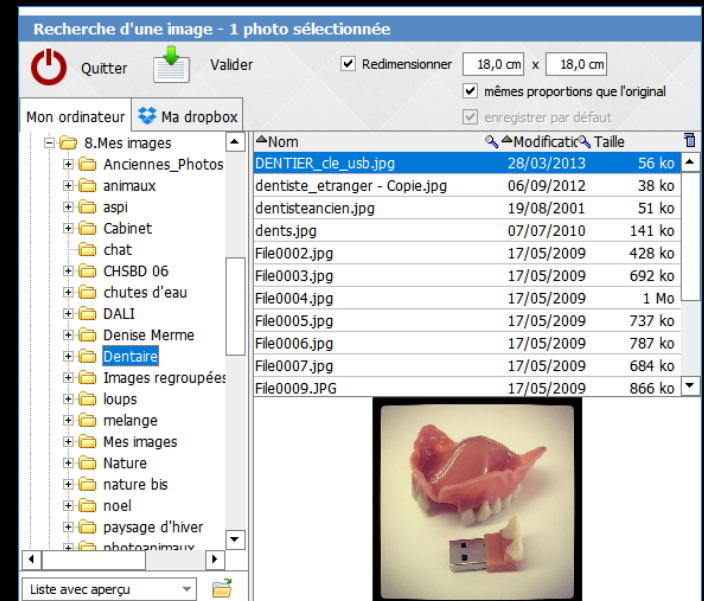 Recherche d'une image - 1 photo sélectionnée
Quitter
Valider
Redimensionner 18,0 cm x 18,0 cm
mêmes proportions que l'original
enregistrer par défaut
Mon ordinateur
Ma dropbox
8.Mes images
Anciennes_Photos
animaux
aspi
Cabinet
chat
CHSBD 06
chutes d'eau
DALI
Denise Merme
Dentaire
Images regroupées
loups
melange
Mes images
Nature
nature bis
noel
paysage d'hiver
photoanimaux
Liste avec aperçu
Nom Modificatio Taille
DENTIER_cle_usb.jpg 28/03/2013 56 ko
dentiste_etranger - Copie.jpg 06/09/2012 38 ko
dentisteancien.jpg 19/08/2001 51 ko
dents.jpg 07/07/2010 141 ko
File0002.jpg 17/05/2009 428 ko
File0003.jpg 17/05/2009 692 ko
File0004.jpg 17/05/2009 1 Mo
File0005.jpg 17/05/2009 737 ko
File0006.jpg 17/05/2009 787 ko
File0007.jpg 17/05/2009 684 ko
File0009.JPG 17/05/2009 866 ko